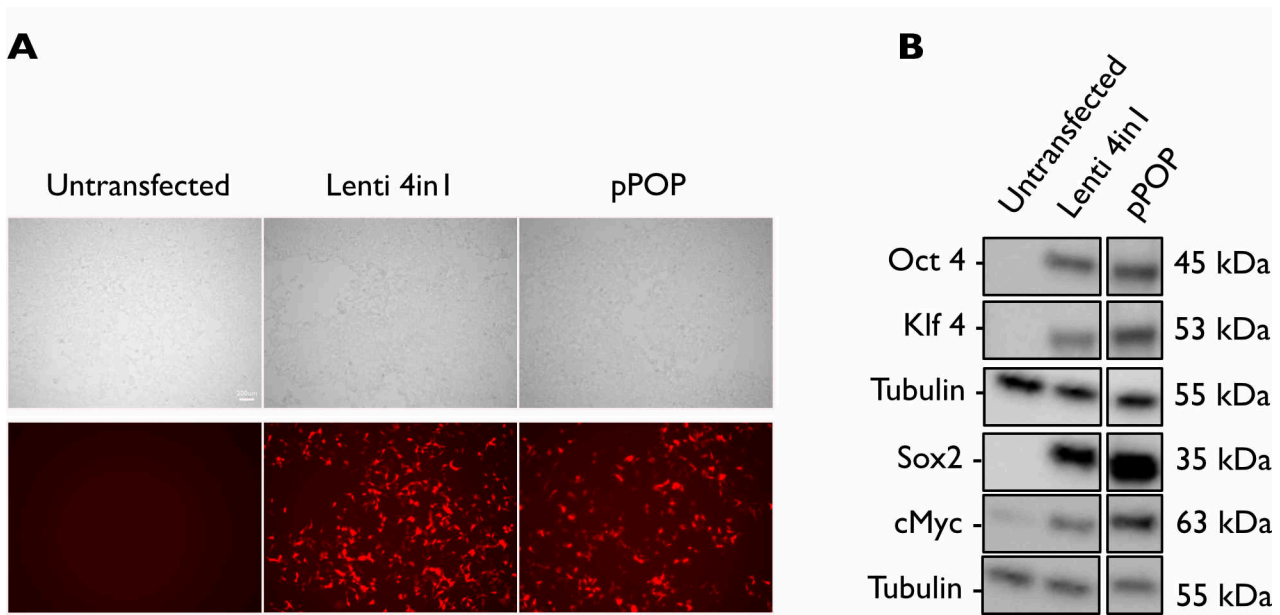 A
B
Untransfected
Lenti 4in1
pPOP
Untransfected
Lenti 4in1
pPOP
Oct 4 - 45 kDa
Klf 4 - 53 kDa
Tubulin - 55 kDa
Sox2 - 35 kDa
cMyc - 63 kDa
Tubulin - 55 kDa